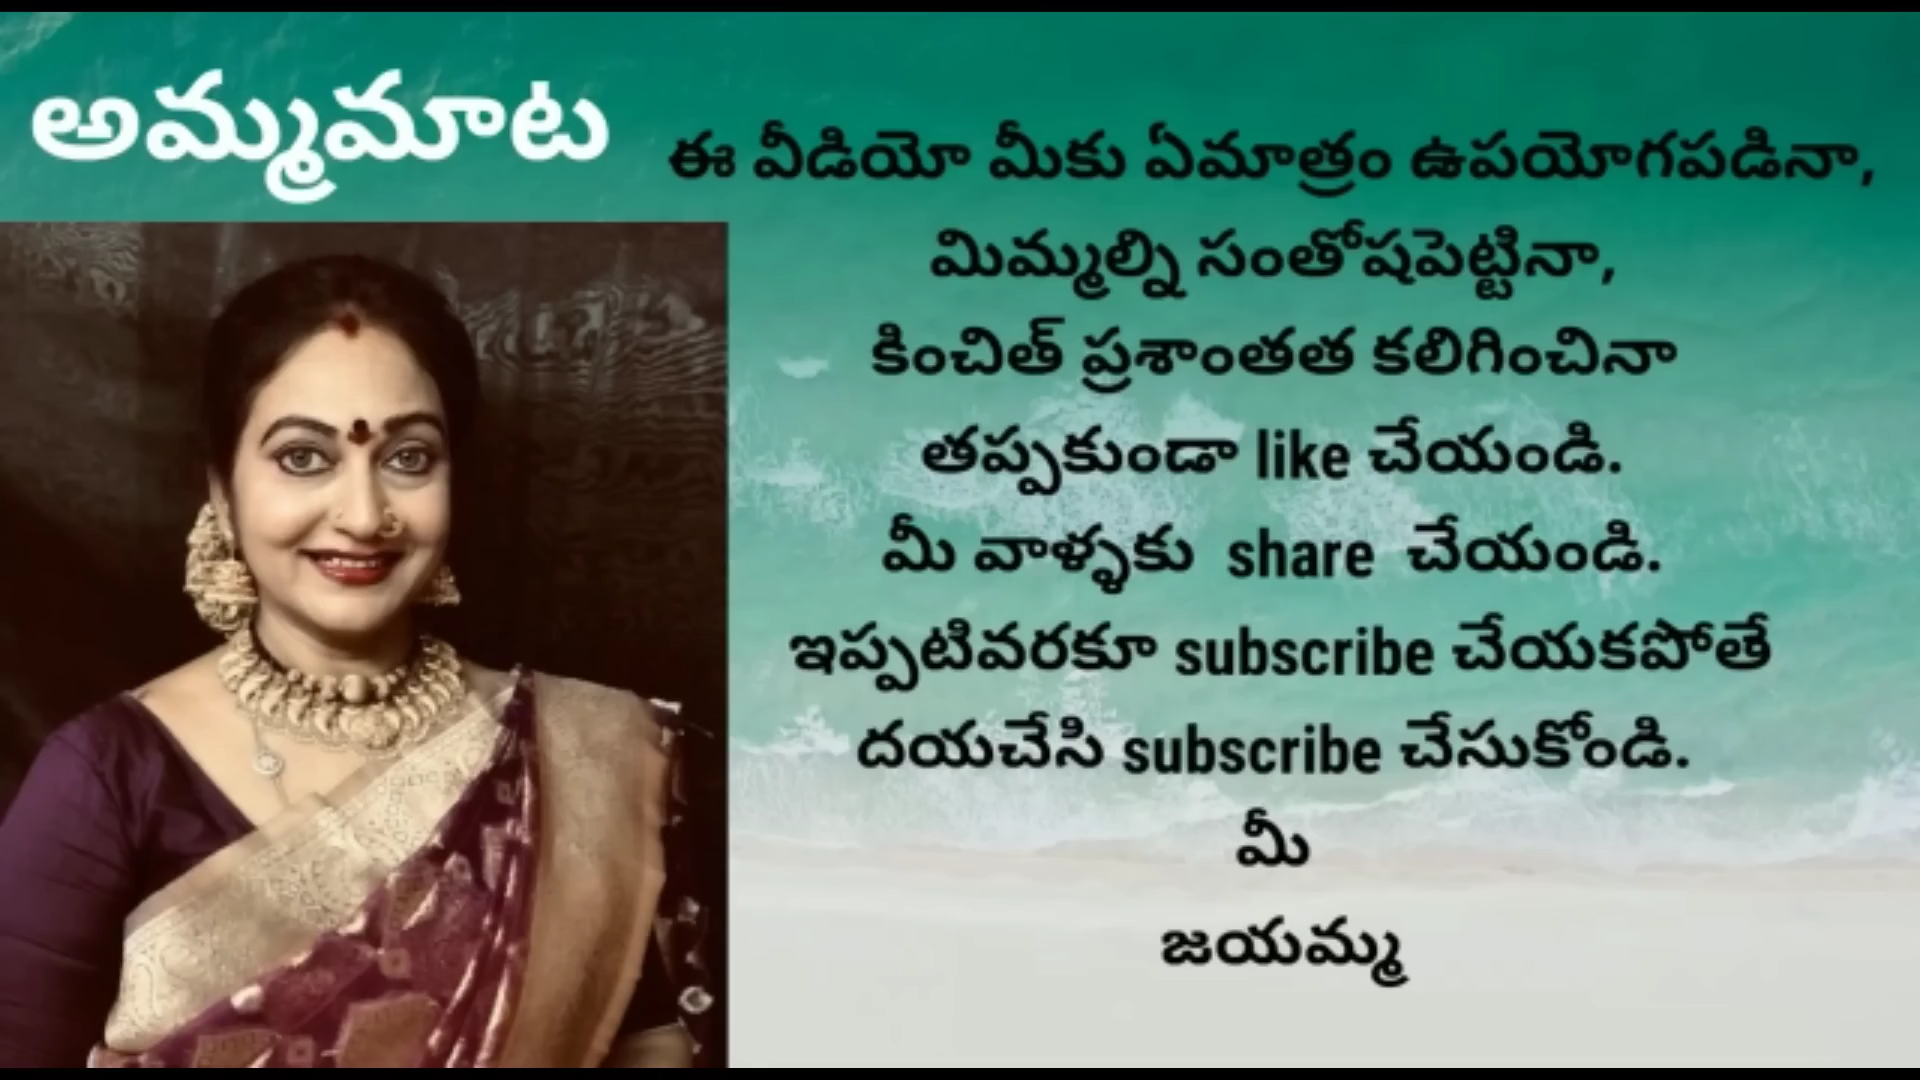 అమ్మమాట
ఈ వీడియో మీకు ఏమాత్రం ఉపయోగపడినా,
మిమ్మల్ని సంతోషపెట్టినా,
కించిత్ ప్రశాంతత కలిగించినా
తప్పకుండా like చేయండి.
మీ వాళ్ళకు share చేయండి.
ఇప్పటివరకూ subscribe చేయకపోతే
దయచేసి subscribe చేసుకోండి.
మీ
జయమ్మ